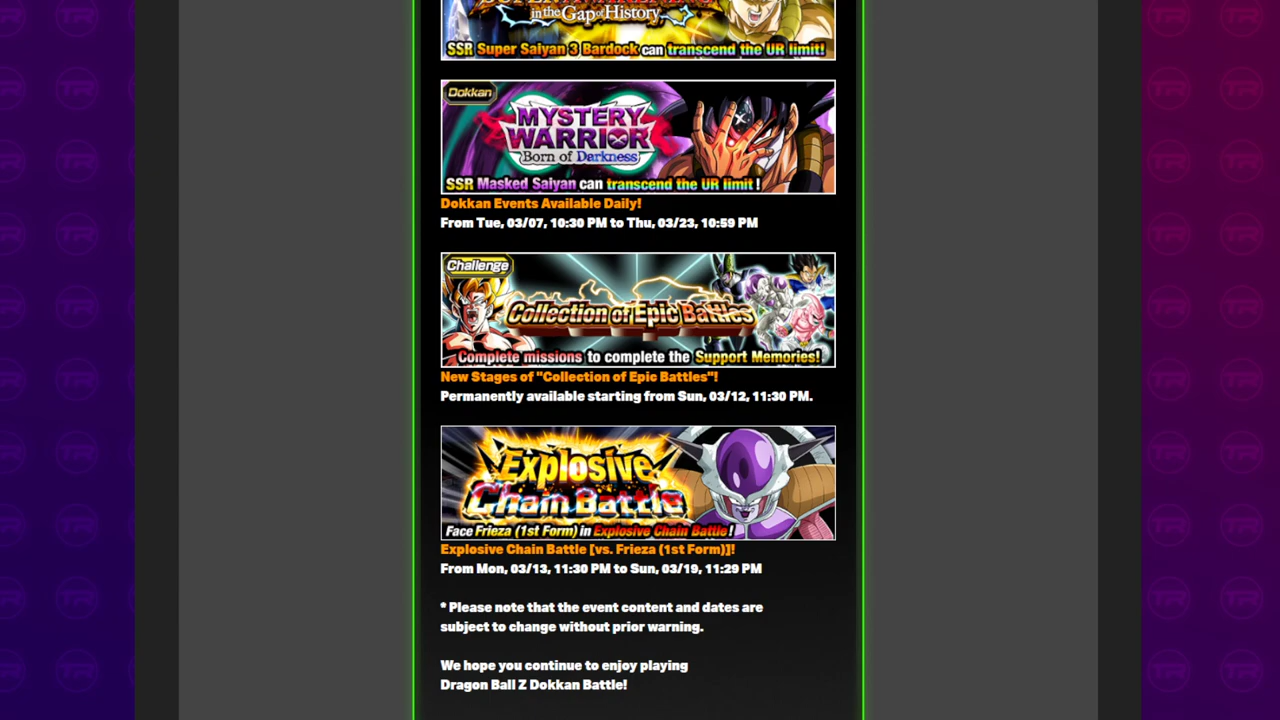 in the Gap of History
SSR Super Saiyan 3 Bardock can transcend the UR limit!
Dokkan
MYSTERY
WARRIOR
Born of Darkness
SSR Masked Saiyan can transcend the UR limit !
Dokkan Events Available Daily!
From Tue, 03/07, 10:30 PM to Thu, 03/23, 10:59 PM
Challenge
Collection of Epic Battles
Complete missions to complete the Support Memories!
New Stages of "Collection of Epic Battles"!
Permanently available starting from Sun, 03/12, 11:30 PM.
Explosive
Chain Battle
Face Frieza (1st Form) in Explosive Chain Battle !
Explosive Chain Battle [vs. Frieza (1st Form)]!
From Mon, 03/13, 11:30 PM to Sun, 03/19, 11:29 PM
* Please note that the event content and dates are
subject to change without prior warning.
We hope you continue to enjoy playing
Dragon Ball Z Dokkan Battle!